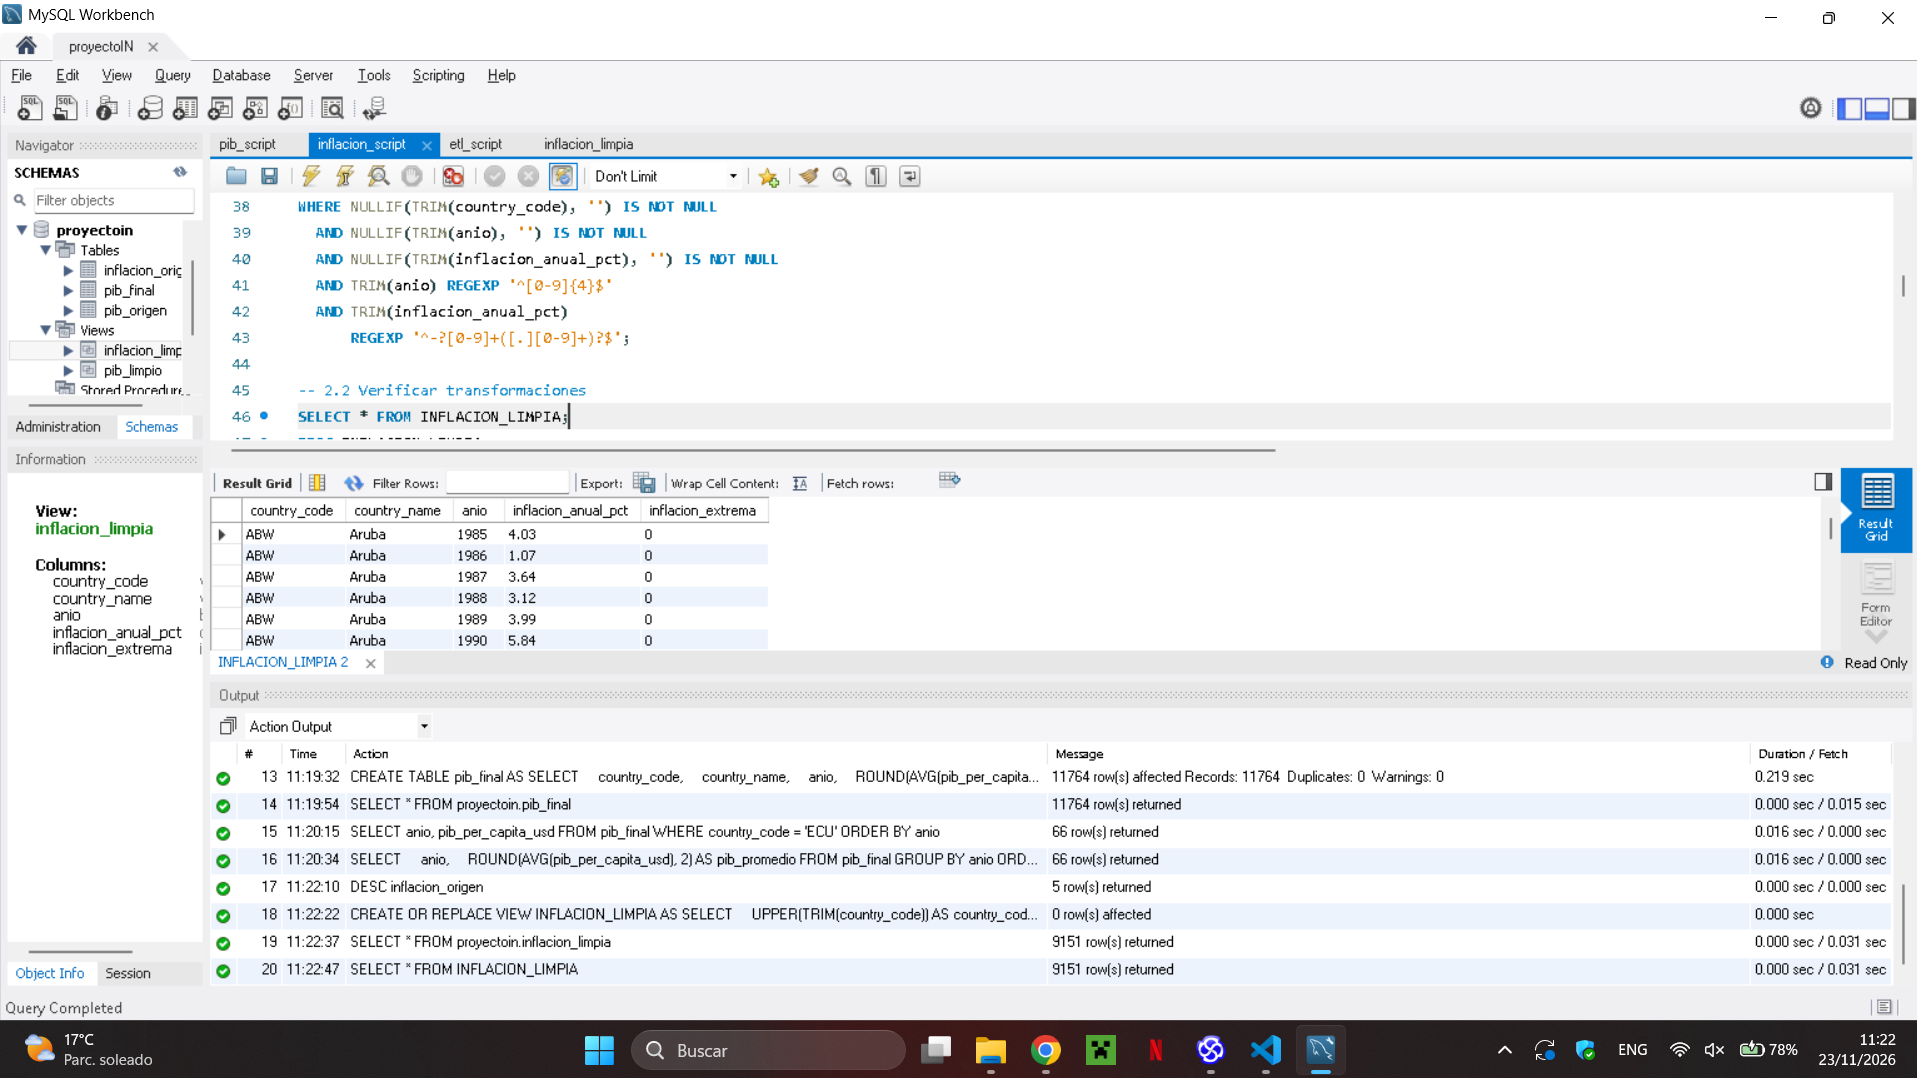 MySQL Workbench
proyectoIN
File Edit View Query Database Server Tools Scripting Help
Navigator
SCHEMAS
Filter objects
proyectoin
Tables
inflacion_orig
pib_final
pib_origen
Views
inflacion_limp
pib_limpio
Stored Procedure
Administration Schemas
Information
View:
inflacion_limpia
Columns:
country_code
country_name
anio
inflacion_anual_pct
inflacion_extrema
Object Info Session
pib_script inflacion_script etl_script inflacion_limpia
Don't Limit
38 WHERE NULLIF(TRIM(country_code), '') IS NOT NULL
39 AND NULLIF(TRIM(anio), '') IS NOT NULL
40 AND NULLIF(TRIM(inflacion_anual_pct), '') IS NOT NULL
41 AND TRIM(anio) REGEXP '^[0-9]{4}$'
42 AND TRIM(inflacion_anual_pct)
43 REGEXP '^-?[0-9]+([.][0-9]+)?$';
44
45 -- 2.2 Verificar transformaciones
46 SELECT * FROM INFLACION_LIMPIA;
Result Grid Filter Rows: Export: Wrap Cell Content: Fetch rows:
country_code country_name anio inflacion_anual_pct inflacion_extrema
ABW Aruba 1985 4.03 0
ABW Aruba 1986 1.07 0
ABW Aruba 1987 3.64 0
ABW Aruba 1988 3.12 0
ABW Aruba 1989 3.99 0
ABW Aruba 1990 5.84 0
Result Grid
Form Editor
INFLACION_LIMPIA 2
Read Only
Output
Action Output
# Time Action Message Duration / Fetch
13 11:19:32 CREATE TABLE pib_final AS SELECT country_code, country_name, anio, ROUND(AVG(pib_per_capita... 11764 row(s) affected Records: 11764 Duplicates: 0 Warnings: 0 0.219 sec
14 11:19:54 SELECT * FROM proyectoin.pib_final 11764 row(s) returned 0.000 sec / 0.015 sec
15 11:20:15 SELECT anio, pib_per_capita_usd FROM pib_final WHERE country_code = 'ECU' ORDER BY anio 66 row(s) returned 0.016 sec / 0.000 sec
16 11:20:34 SELECT anio, ROUND(AVG(pib_per_capita_usd), 2) AS pib_promedio FROM pib_final GROUP BY anio ORD... 66 row(s) returned 0.016 sec / 0.000 sec
17 11:22:10 DESC inflacion_origen 5 row(s) returned 0.000 sec / 0.000 sec
18 11:22:22 CREATE OR REPLACE VIEW INFLACION_LIMPIA AS SELECT UPPER(TRIM(country_code)) AS country_cod... 0 row(s) affected 0.000 sec
19 11:22:37 SELECT * FROM proyectoin.inflacion_limpia 9151 row(s) returned 0.000 sec / 0.031 sec
20 11:22:47 SELECT * FROM INFLACION_LIMPIA 9151 row(s) returned 0.000 sec / 0.031 sec
Query Completed
17°C
Parc. soleado
Buscar
ENG
78%
11:22
23/11/2026